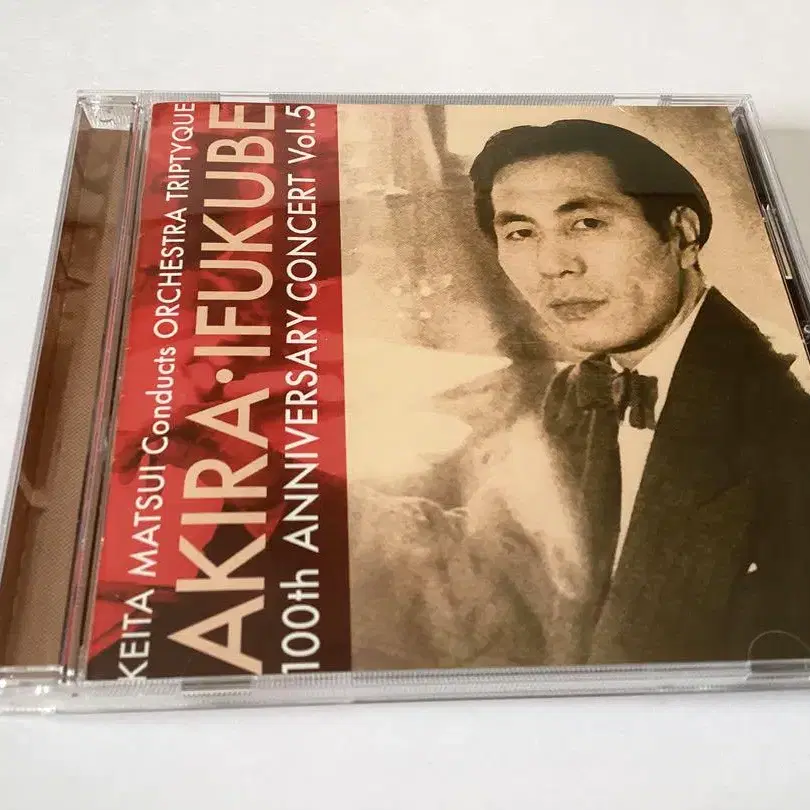 KEITA MATSUI Conducts ORCHESTRA TRIPTYQUE
AKIRA・IFUKUBE
100th ANNIVERSARY CONCERT Vol.5